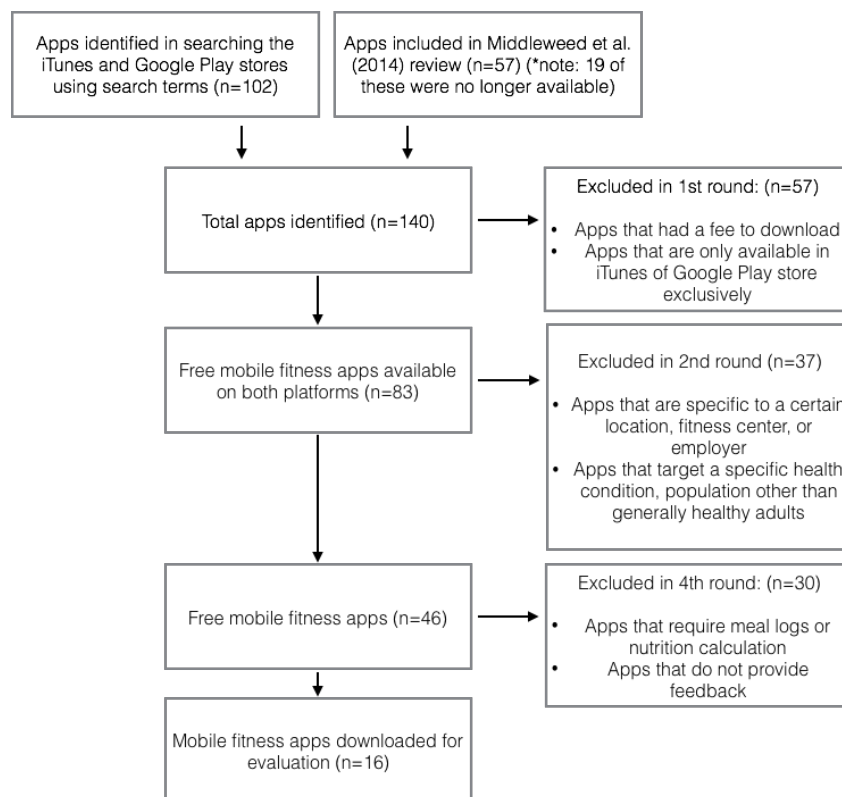 Apps identified in searching the
iTunes and Google Play stores
using search terms (n=102)
Apps included in Middleweed et al.
(2014) review (n=57) (*note: 19 of
these were no longer available)
Total apps identified (n=140)
Excluded in 1st round: (n=57)
• Apps that had a fee to download
• Apps that are only available in
iTunes of Google Play store
exclusively
Free mobile fitness apps available
on both platforms (n=83)
Excluded in 2nd round (n=37)
• Apps that are specific to a certain
location, fitness center, or
employer
• Apps that target a specific health
condition, population other than
generally healthy adults
Free mobile fitness apps (n=46)
Excluded in 4th round: (n=30)
• Apps that require meal logs or
nutrition calculation
• Apps that do not provide
feedback
Mobile fitness apps downloaded for
evaluation (n=16)